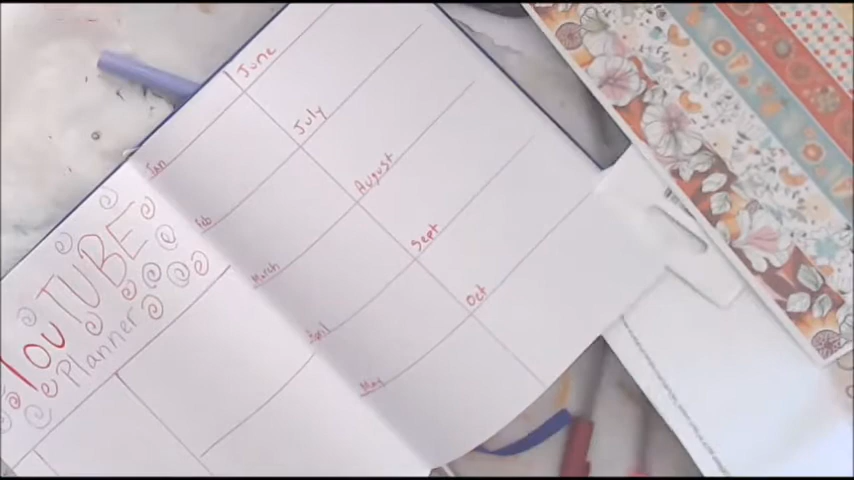 YouTUBE
Planner
Jan
Feb
March
April
May
June
July
August
Sept
Oct